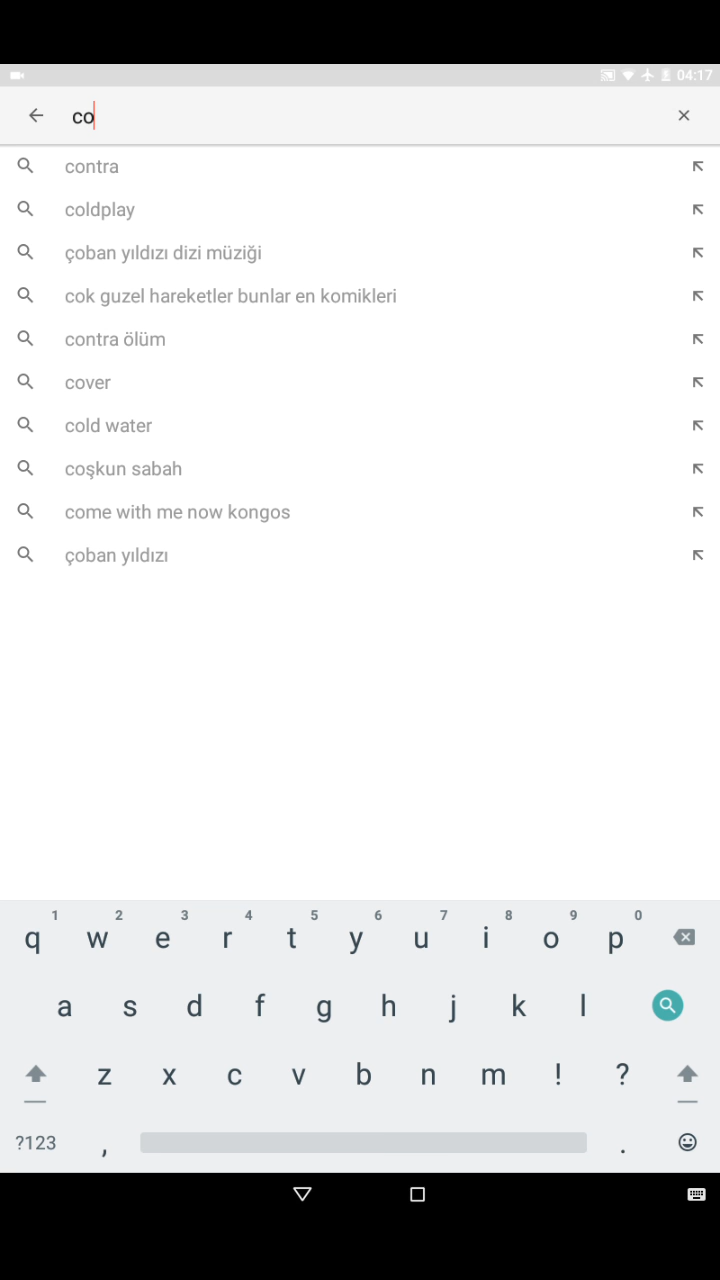 04:17
co
contra
coldplay
çoban yıldızı dizi müziği
cok guzel hareketler bunlar en komikleri
contra ölüm
cover
cold water
coşkun sabah
come with me now kongos
çoban yıldızı
1 2 3 4 5 6 7 8 9 0
q w e r t y u i o p
a s d f g h j k l
z x c v b n m ! ?
?123 , .